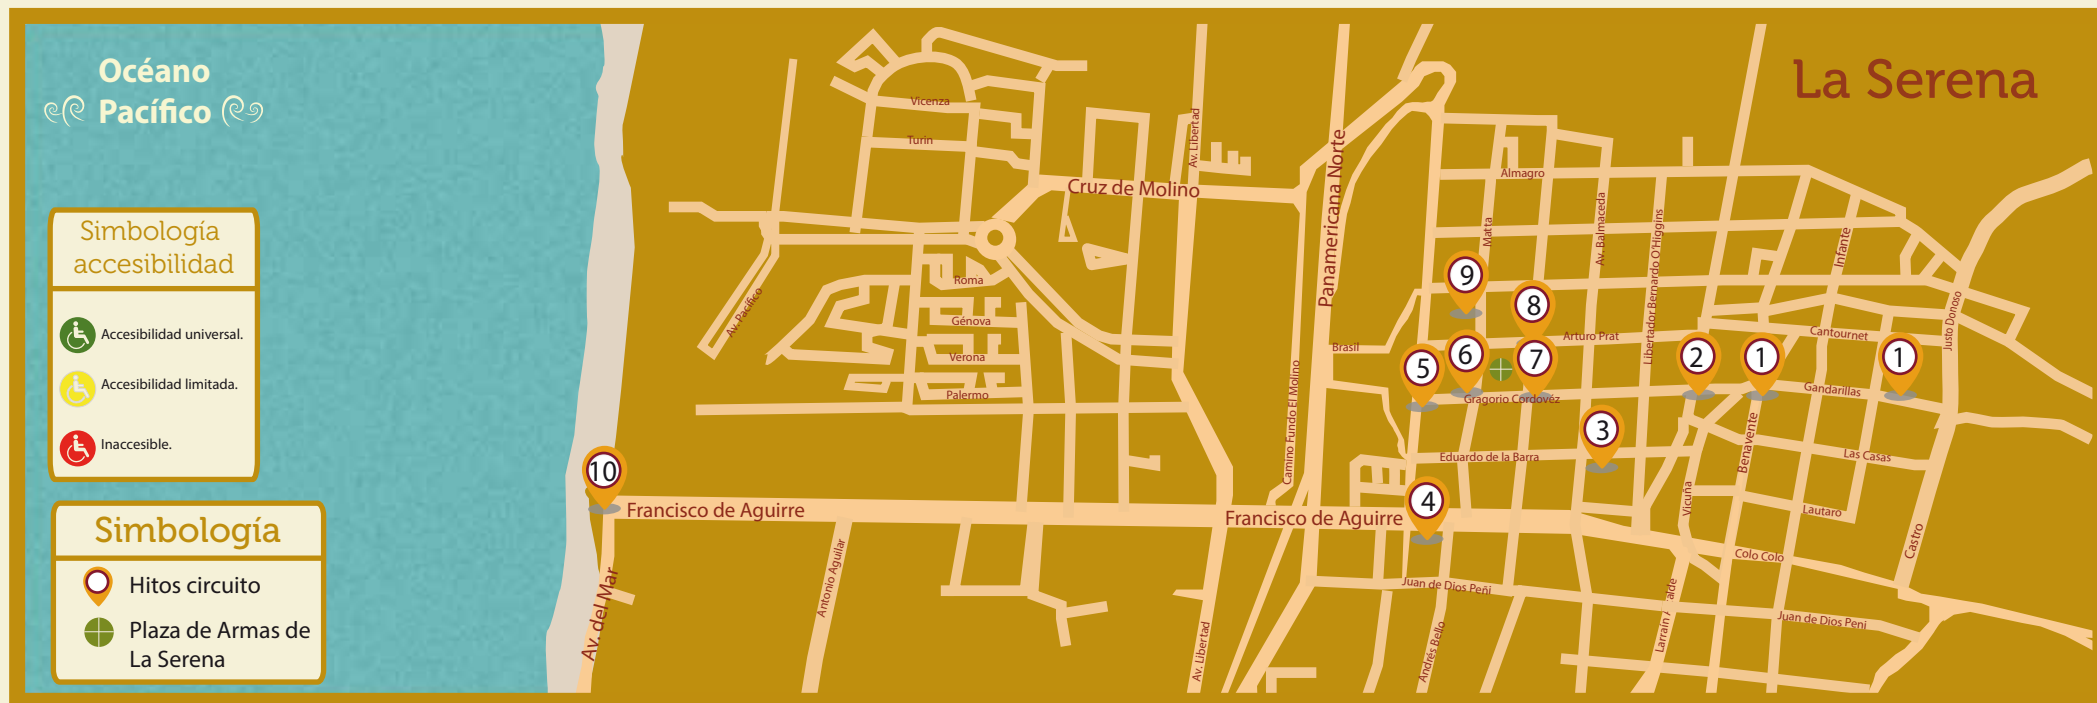 Océano
Pacífico
La Serena
Simbología
accesibilidad
Accesibilidad universal.
Accesibilidad limitada.
Inaccesible.
Simbología
Hitos circuito
Plaza de Armas de
La Serena
Vicenza
Turin
Av. Libertad
Cruz de Molino
Panamericana Norte
Almagro
Matta
Av. Balmaceda
Libertador Bernardo O'Higgins
Infante
Justo Donoso
Av. Pacífico
Roma
Génova
Verona
Palermo
Brasil
Arturo Prat
Cantournet
Gandarillas
Gragorio Cordovéz
Camino Fundo El Molino
Eduardo de la Barra
Benavente
Las Casas
Vicuña
Lautaro
Castro
Colo Colo
9
8
6
7
5
2
1
1
3
4
10
Francisco de Aguirre
Francisco de Aguirre
Av. del Mar
Antonio Aguilar
Av. Libertad
Juan de Dios Peñi
Andrés Bello
Juan de Dios Peni